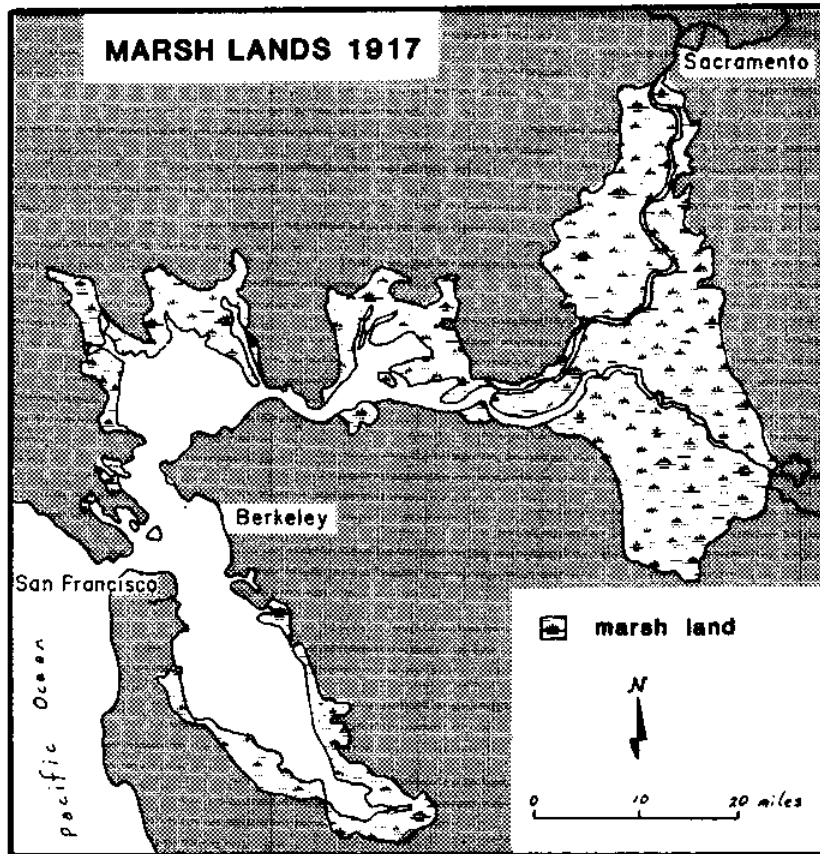 MARSH LANDS 1917
Sacramento
Berkeley
San Francisco
Pacific Ocean
marsh land
N
0 10 20 miles